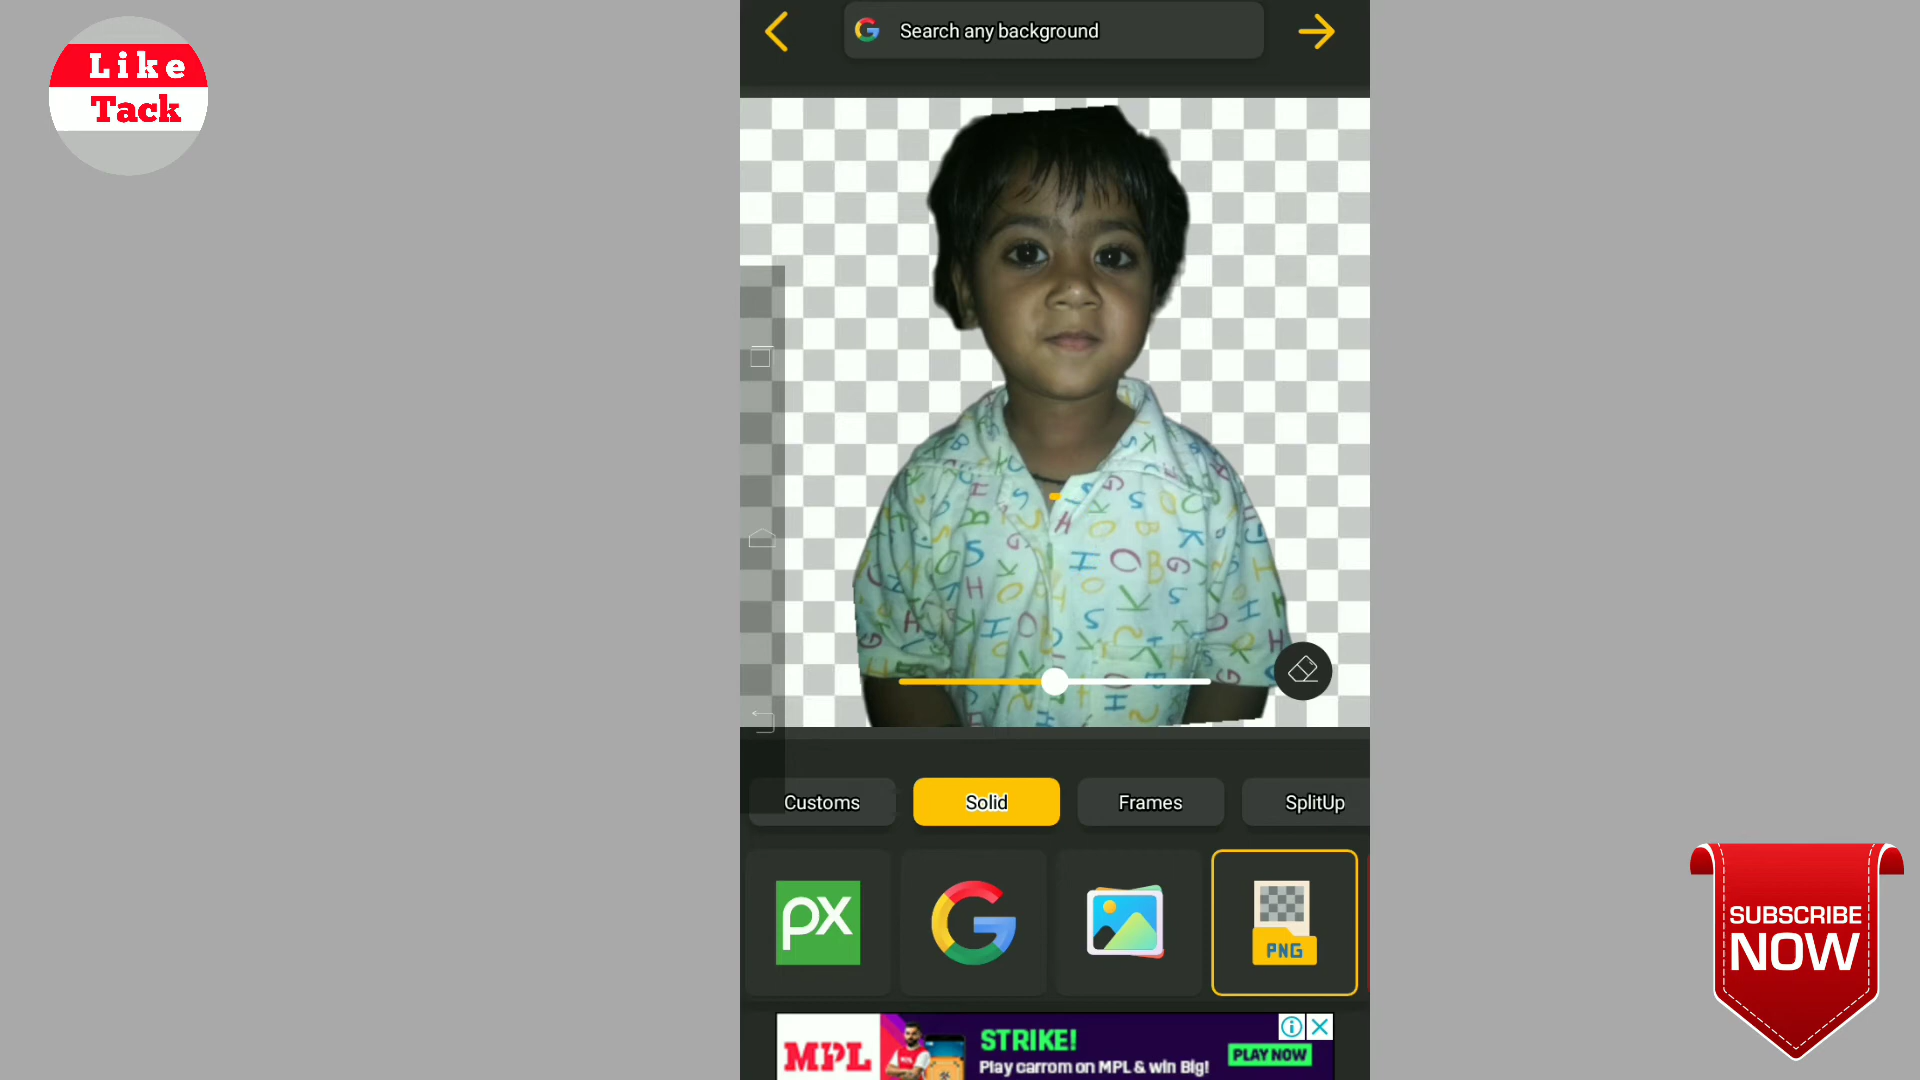 Like
Tack
Search any background
Customs
Solid
Frames
SplitUp
px
PNG
MPL
STRIKE!
Play carrom on MPL & win Big!
PLAY NOW
SUBSCRIBE
NOW